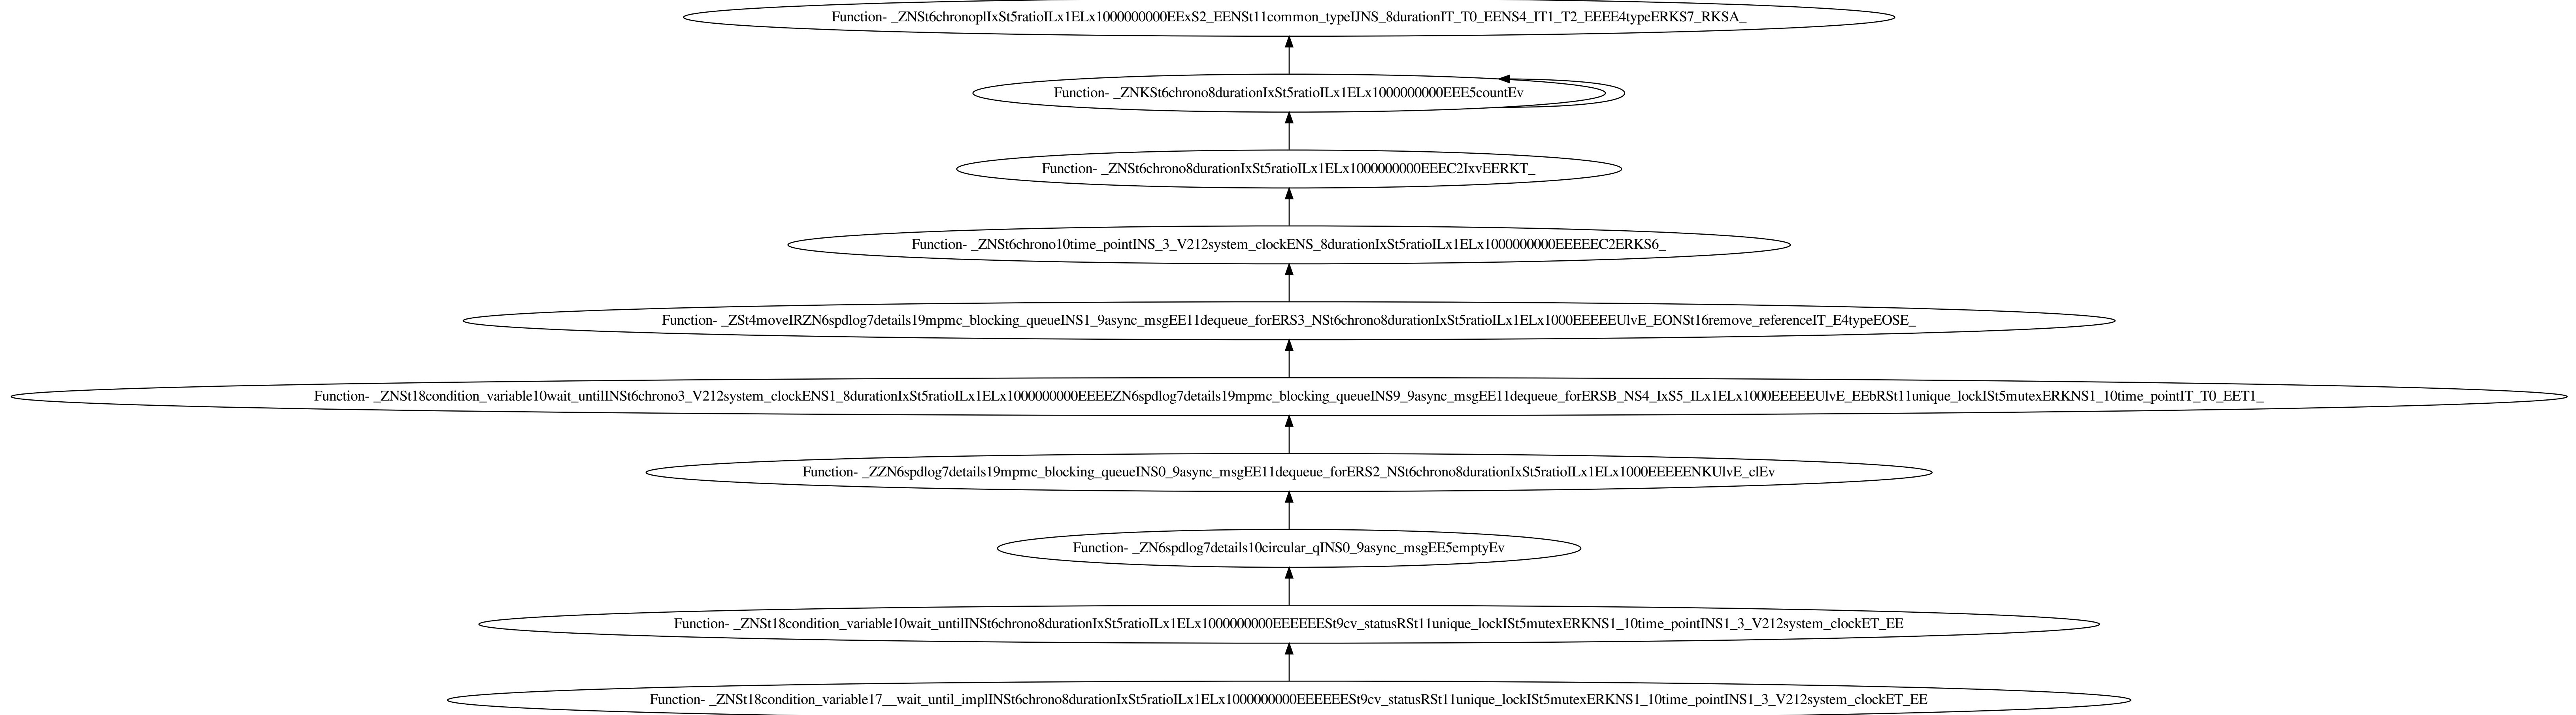 Function- _ZNSt6chronoplIxSt5ratioILx1ELx1000000000EExS2_EENSt11common_typeIJNS_8durationIT_T0_EENS4_IT1_T2_EEEE4typeERKS7_RKSA_
Function- _ZNKSt6chrono8durationIxSt5ratioILx1ELx1000000000EEE5countEv
Function- _ZNSt6chrono8durationIxSt5ratioILx1ELx1000000000EEEC2IxvEERKT_
Function- _ZNSt6chrono10time_pointINS_3_V212system_clockENS_8durationIxSt5ratioILx1ELx1000000000EEEEEC2ERKS6_
Function- _ZSt4moveIRZN6spdlog7details19mpmc_blocking_queueINS1_9async_msgEE11dequeue_forERS3_NSt6chrono8durationIxSt5ratioILx1ELx1000EEEEEUlvE_EONSt16remove_referenceIT_E4typeEOSE_
Function- _ZNSt18condition_variable10wait_untilINSt6chrono3_V212system_clockENS1_8durationIxSt5ratioILx1ELx1000000000EEEEZN6spdlog7details19mpmc_blocking_queueINS9_9async_msgEE11dequeue_forERSB_NS4_IxS5_ILx1ELx1000EEEEEUlvE_EEbRSt11unique_lockISt5mutexERKNS1_10time_pointIT_T0_EET1_
Function- _ZZN6spdlog7details19mpmc_blocking_queueINS0_9async_msgEE11dequeue_forERS2_NSt6chrono8durationIxSt5ratioILx1ELx1000EEEEENKUlvE_clEv
Function- _ZN6spdlog7details10circular_qINS0_9async_msgEE5emptyEv
Function- _ZNSt18condition_variable10wait_untilINSt6chrono8durationIxSt5ratioILx1ELx1000000000EEEEEESt9cv_statusRSt11unique_lockISt5mutexERKNS1_10time_pointINS1_3_V212system_clockET_EE
Function- _ZNSt18condition_variable17__wait_until_implINSt6chrono8durationIxSt5ratioILx1ELx1000000000EEEEEESt9cv_statusRSt11unique_lockISt5mutexERKNS1_10time_pointINS1_3_V212system_clockET_EE